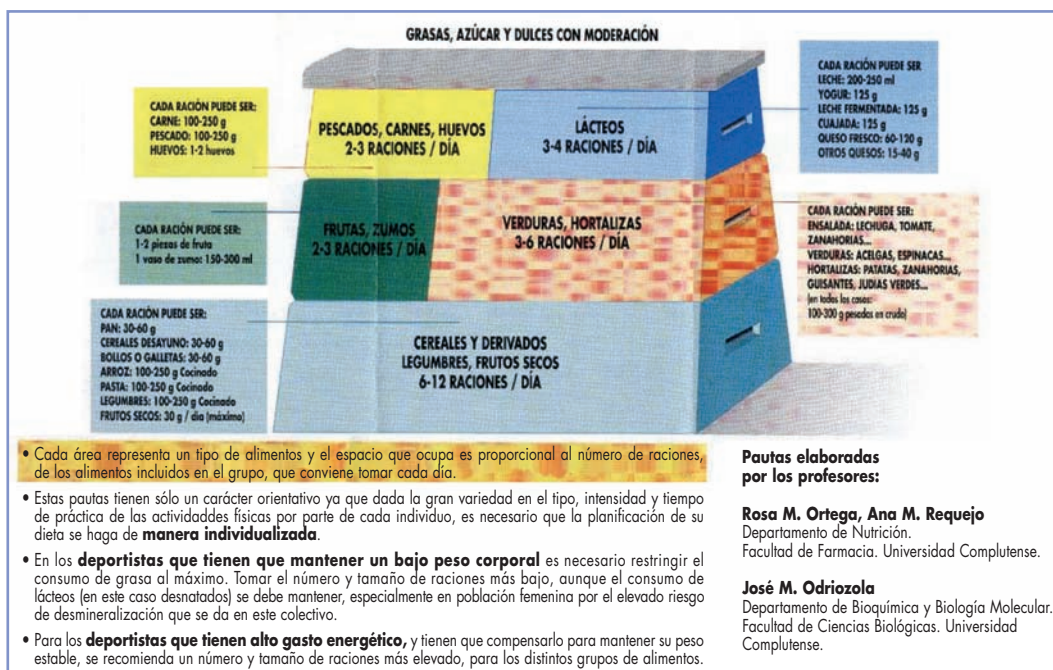 GRASAS, AZÚCAR Y DULCES CON MODERACIÓN
CADA RACIÓN PUEDE SER:
CARNE: 100-250 g
PESCADO: 100-250 g
HUEVOS: 1-2 huevos
PESCADOS, CARNES, HUEVOS
2-3 RACIONES / DÍA
LÁCTEOS
3-4 RACIONES / DÍA
CADA RACIÓN PUEDE SER
LECHE: 200-250 ml
YOGUR: 125 g
LECHE FERMENTADA: 125 g
CUAJADA: 125 g
QUESO FRESCO: 60-120 g
OTROS QUESOS: 15-40 g
CADA RACIÓN PUEDE SER:
1-2 piezas de fruta
1 vaso de zumo: 150-300 ml
FRUTAS, ZUMOS
2-3 RACIONES / DÍA
VERDURAS, HORTALIZAS
3-6 RACIONES / DÍA
CADA RACIÓN PUEDE SER:
ENSALADA: LECHUGA, TOMATE,
ZANAHORIAS...
VERDURAS: ACELGAS, ESPINACAS...
HORTALIZAS: PATATAS, ZANAHORIAS,
GUISANTES, JUDIAS VERDES...
(en todos los casos:
100-300 g pesados en crudo)
CADA RACIÓN PUEDE SER:
PAN: 30-60 g
CEREALES DESAYUNO: 30-60 g
BOLLOS O GALLETAS: 30-60 g
ARROZ: 100-250 g Cocinado
PASTA: 100-250 g Cocinado
LEGUMBRES: 100-250 g Cocinado
FRUTOS SECOS: 30 g / dia (máximo)
CEREALES Y DERIVADOS
LEGUMBRES, FRUTOS SECOS
6-12 RACIONES / DÍA
• Cada área representa un tipo de alimentos y el espacio que ocupa es proporcional al número de raciones,
de los alimentos incluidos en el grupo, que conviene tomar cada día.
• Estas pautas tienen sólo un carácter orientativo ya que dada la gran variedad en el tipo, intensidad y tiempo
de práctica de las actividaddes físicas por parte de cada individuo, es necesario que la planificación de su
dieta se haga de manera individualizada.
• En los deportistas que tienen que mantener un bajo peso corporal es necesario restringir el
consumo de grasa al máximo. Tomar el número y tamaño de raciones más bajo, aunque el consumo de
lácteos (en este caso desnatados) se debe mantener, especialmente en población femenina por el elevado riesgo
de desmineralización que se da en este colectivo.
• Para los deportistas que tienen alto gasto energético, y tienen que compensarlo para mantener su peso
estable, se recomienda un número y tamaño de raciones más elevado, para los distintos grupos de alimentos.
Pautas elaboradas
por los profesores:
Rosa M. Ortega, Ana M. Requejo
Departamento de Nutrición.
Facultad de Farmacia. Universidad Complutense.
José M. Odriozola
Departamento de Bioquímica y Biología Molecular.
Facultad de Ciencias Biológicas. Universidad
Complutense.